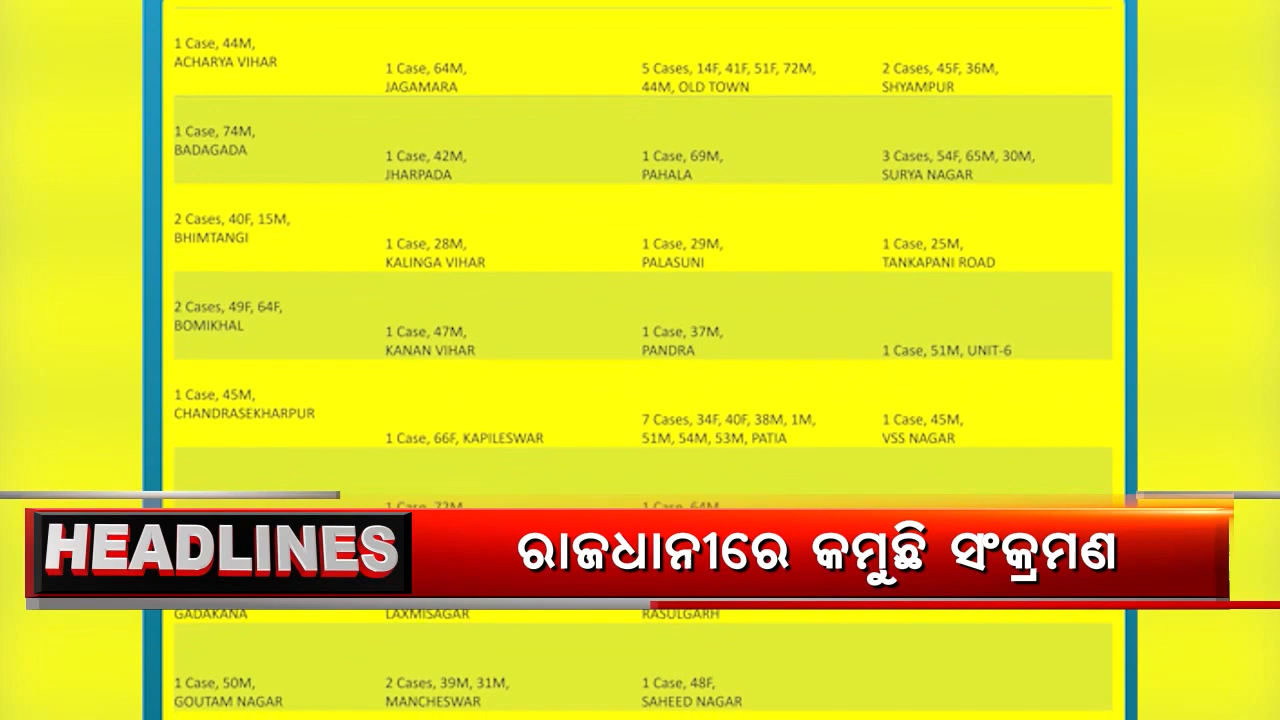 1 Case, 44M,
ACHARYA VIHAR
1 Case, 64M,
JAGAMARA
5 Cases, 14F, 41F, 51F, 72M,
44M, OLD TOWN
2 Cases, 45F, 36M,
SHYAMPUR
1 Case, 74M,
BADAGADA
1 Case, 42M,
JHARPADA
1 Case, 69M,
PAHALA
3 Cases, 54F, 65M, 30M,
SURYA NAGAR
2 Cases, 40F, 15M,
BHIMTANGI
1 Case, 28M,
KALINGA VIHAR
1 Case, 29M,
PALASUNI
1 Case, 25M,
TANKAPANI ROAD
2 Cases, 49F, 64F,
BOMIKHAL
1 Case, 47M,
KANAN VIHAR
1 Case, 37M,
PANDRA
1 Case, 51M, UNIT-6
1 Case, 45M,
CHANDRASEKHARPUR
1 Case, 66F, KAPILESWAR
7 Cases, 34F, 40F, 38M, 1M,
51M, 54M, 53M, PATIA
1 Case, 45M,
VSS NAGAR
1 Case, 72M
1 Case, 64M
HEADLINES
ରାଜଧାନୀରେ କମୁଛି ସଂକ୍ରମଣ
GADAKANA
LAXMISAGAR
RASULGARH
1 Case, 50M,
GOUTAM NAGAR
2 Cases, 39M, 31M,
MANCHESWAR
1 Case, 48F,
SAHEED NAGAR